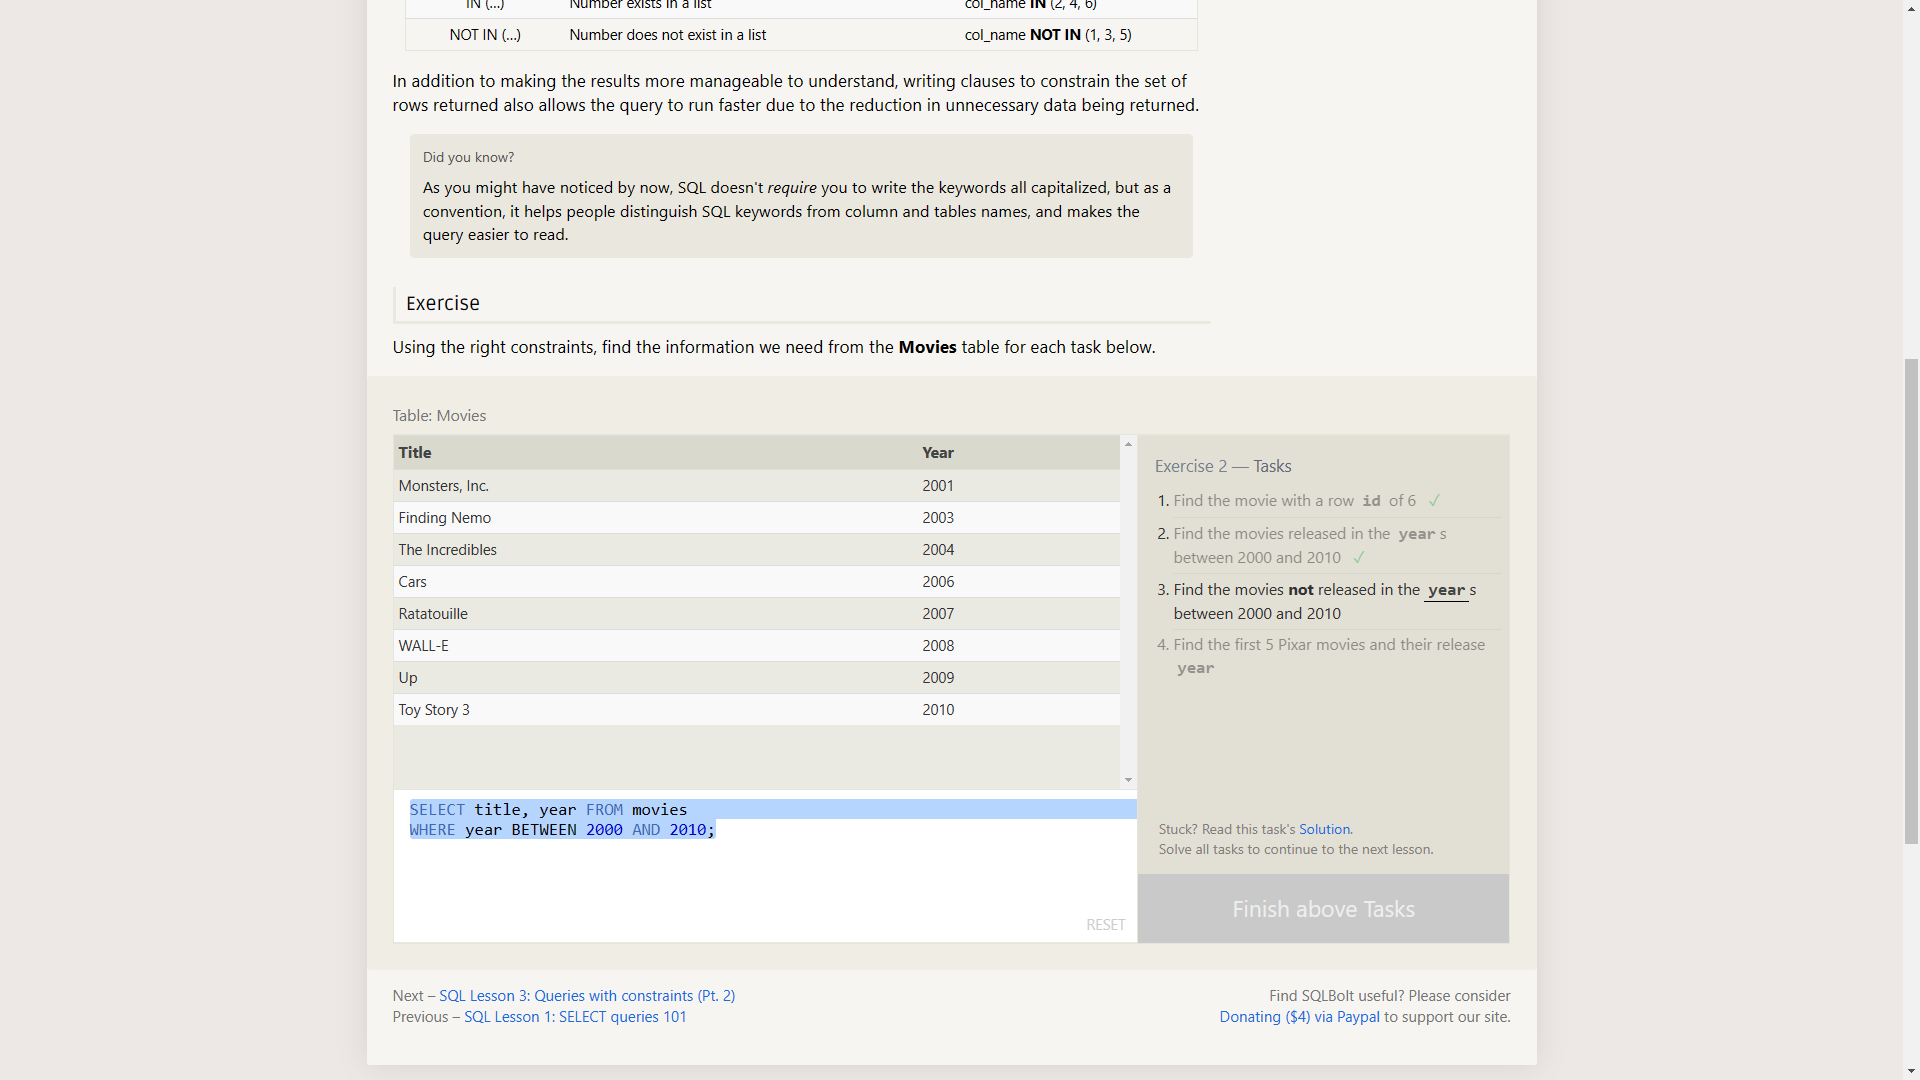 IN (…) Number exists in a list col_name IN (2, 4, 6)
NOT IN (…) Number does not exist in a list col_name NOT IN (1, 3, 5)
In addition to making the results more manageable to understand, writing clauses to constrain the set of
rows returned also allows the query to run faster due to the reduction in unnecessary data being returned.
Did you know?
As you might have noticed by now, SQL doesn't require you to write the keywords all capitalized, but as a
convention, it helps people distinguish SQL keywords from column and tables names, and makes the
query easier to read.
Exercise
Using the right constraints, find the information we need from the Movies table for each task below.
Table: Movies
Title Year
Monsters, Inc. 2001
Finding Nemo 2003
The Incredibles 2004
Cars 2006
Ratatouille 2007
WALL-E 2008
Up 2009
Toy Story 3 2010
SELECT title, year FROM movies
WHERE year BETWEEN 2000 AND 2010;
RESET
Exercise 2 — Tasks
1. Find the movie with a row id of 6 ✓
2. Find the movies released in the year s
between 2000 and 2010 ✓
3. Find the movies not released in the year s
between 2000 and 2010
4. Find the first 5 Pixar movies and their release
year
Stuck? Read this task's Solution.
Solve all tasks to continue to the next lesson.
Finish above Tasks
Next – SQL Lesson 3: Queries with constraints (Pt. 2)
Previous – SQL Lesson 1: SELECT queries 101
Find SQLBolt useful? Please consider
Donating ($4) via Paypal to support our site.